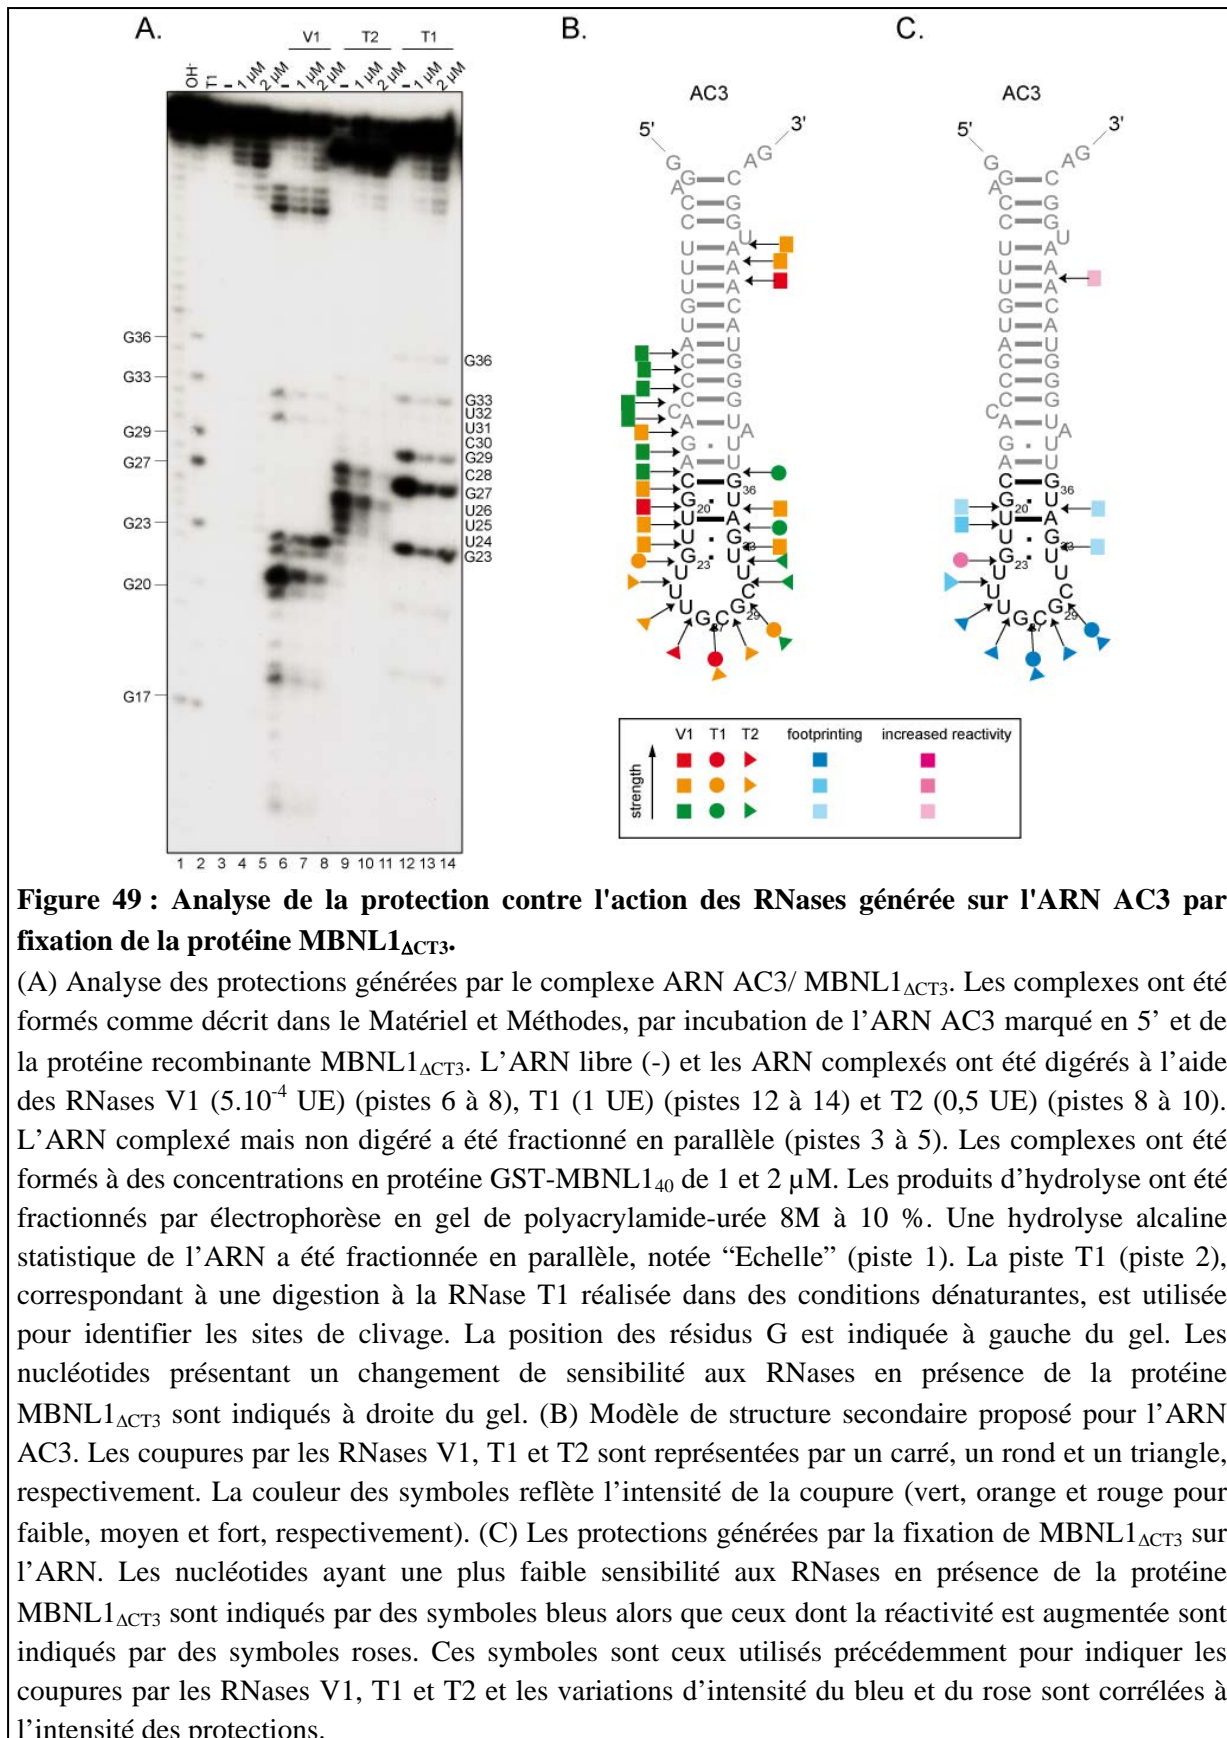 A.
B.
C.
V1 T2 T1
OH- T1 - 1 µM 2 µM - 1 µM 2 µM - 1 µM 2 µM - 1 µM 2 µM
G36
G33
G29
G27
G23
G20
G17
G36
G33
U32
U31
C30
G29
C28
G27
U26
U25
U24
G23
1 2 3 4 5 6 7 8 9 10 11 12 13 14
AC3
5'
3'
20
23
27
29
33
36
AC3
5'
3'
20
23
27
29
33
36
V1 T1 T2 footprinting increased reactivity
strength
Figure 49 : Analyse de la protection contre l'action des RNases générée sur l'ARN AC3 par
fixation de la protéine MBNL1ΔCT3.
(A) Analyse des protections générées par le complexe ARN AC3/ MBNL1ΔCT3. Les complexes ont été
formés comme décrit dans le Matériel et Méthodes, par incubation de l’ARN AC3 marqué en 5’ et de
la protéine recombinante MBNL1ΔCT3. L’ARN libre (-) et les ARN complexés ont été digérés à l’aide
des RNases V1 (5.10-4 UE) (pistes 6 à 8), T1 (1 UE) (pistes 12 à 14) et T2 (0,5 UE) (pistes 8 à 10).
L’ARN complexé mais non digéré a été fractionné en parallèle (pistes 3 à 5). Les complexes ont été
formés à des concentrations en protéine GST-MBNL140 de 1 et 2 µM. Les produits d’hydrolyse ont été
fractionnés par électrophorèse en gel de polyacrylamide-urée 8M à 10 %. Une hydrolyse alcaline
statistique de l’ARN a été fractionnée en parallèle, notée “Echelle” (piste 1). La piste T1 (piste 2),
correspondant à une digestion à la RNase T1 réalisée dans des conditions dénaturantes, est utilisée
pour identifier les sites de clivage. La position des résidus G est indiquée à gauche du gel. Les
nucléotides présentant un changement de sensibilité aux RNases en présence de la protéine
MBNL1ΔCT3 sont indiqués à droite du gel. (B) Modèle de structure secondaire proposé pour l’ARN
AC3. Les coupures par les RNases V1, T1 et T2 sont représentées par un carré, un rond et un triangle,
respectivement. La couleur des symboles reflète l’intensité de la coupure (vert, orange et rouge pour
faible, moyen et fort, respectivement). (C) Les protections générées par la fixation de MBNL1ΔCT3 sur
l’ARN. Les nucléotides ayant une plus faible sensibilité aux RNases en présence de la protéine
MBNL1ΔCT3 sont indiqués par des symboles bleus alors que ceux dont la réactivité est augmentée sont
indiqués par des symboles roses. Ces symboles sont ceux utilisés précédemment pour indiquer les
coupures par les RNases V1, T1 et T2 et les variations d’intensité du bleu et du rose sont corrélées à
l’intensité des protections.